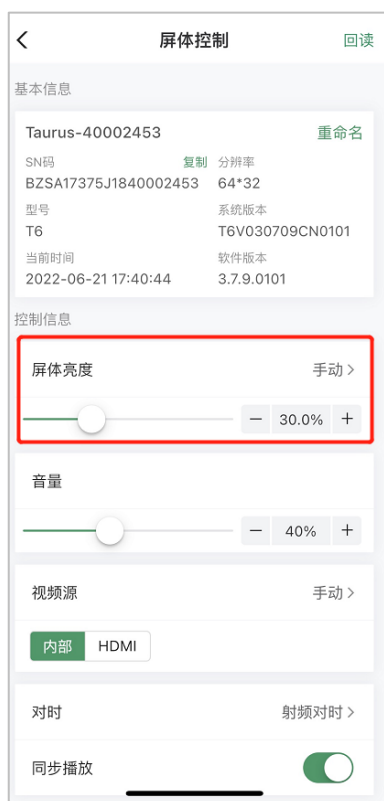 屏体控制 回读
基本信息
Taurus-40002453 重命名
SN码 复制 分辨率
BZSA17375J1840002453 64*32
型号 系统版本
T6 T6V030709CN0101
当前时间 软件版本
2022-06-21 17:40:44 3.7.9.0101
控制信息
屏体亮度 手动
30.0%
音量
40%
视频源 手动
内部 HDMI
对时 射频对时
同步播放